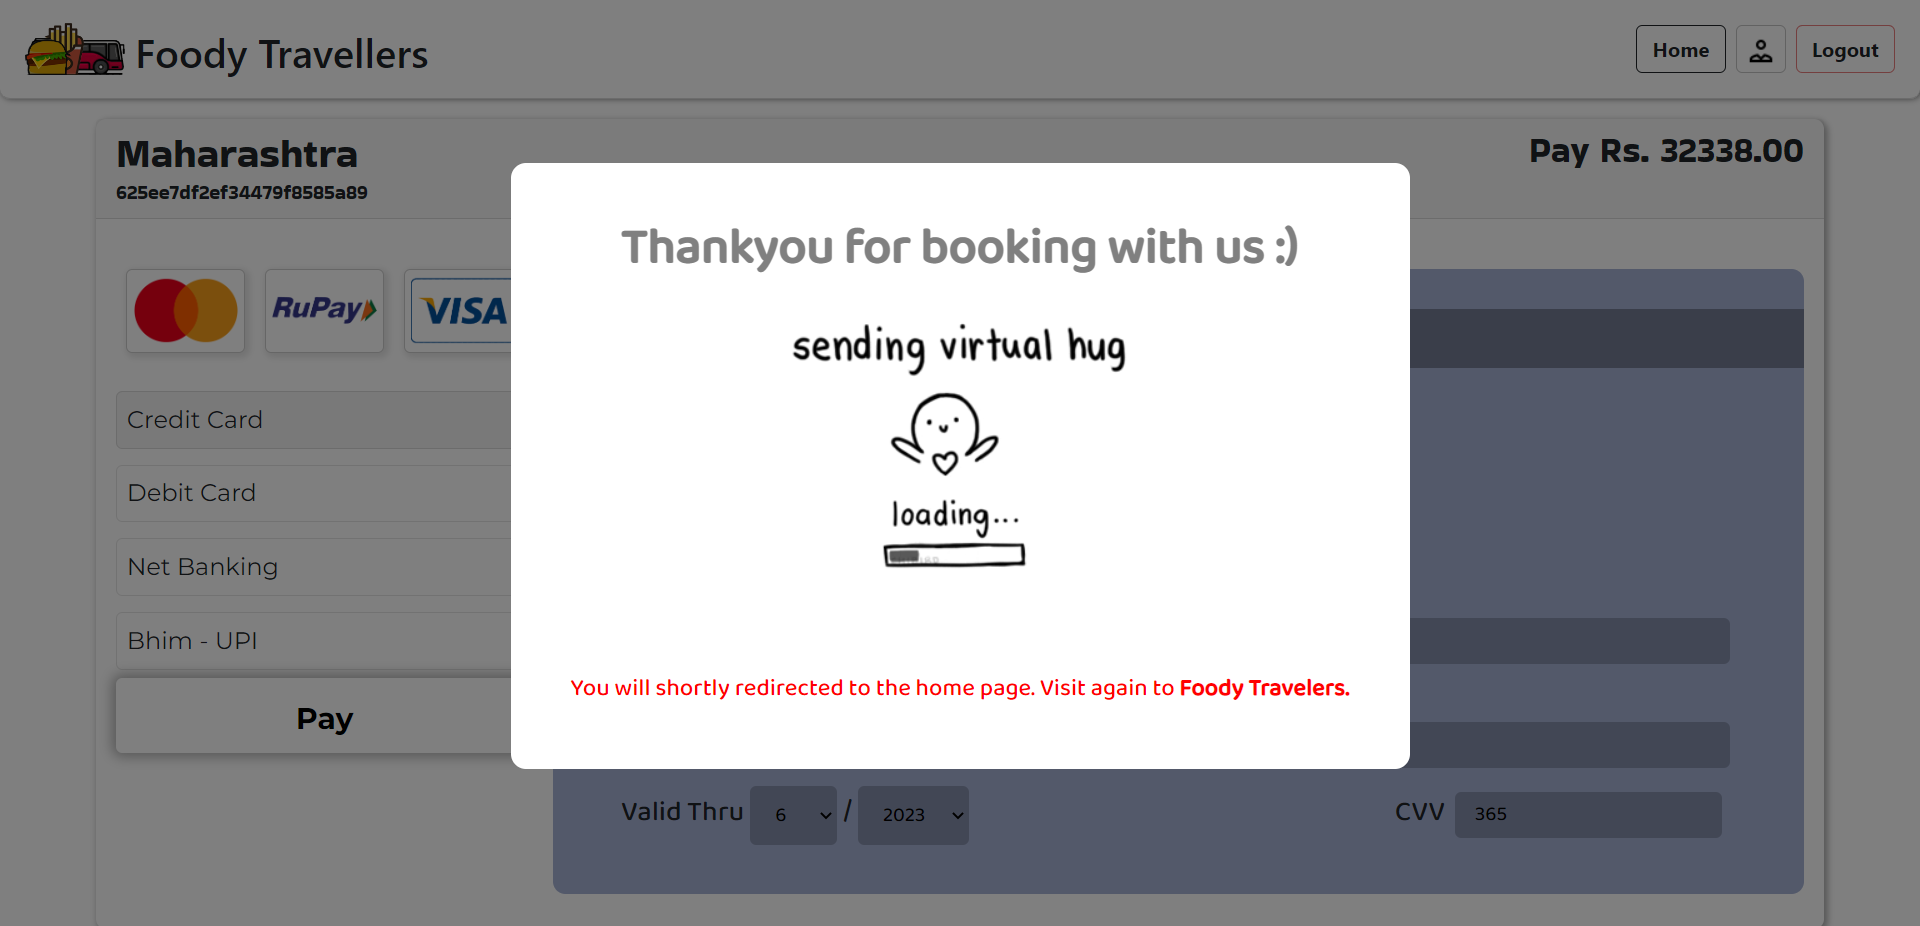 Foody Travellers
Home
Logout
Maharashtra
625ee7df2ef34479f8585a89
Pay Rs. 32338.00
Thankyou for booking with us :)
RuPay
VISA
sending virtual hug
Credit Card
Debit Card
loading...
Net Banking
Bhim - UPI
You will shortly redirected to the home page. Visit again to Foody Travelers.
Pay
Valid Thru 6 / 2023
CVV 365